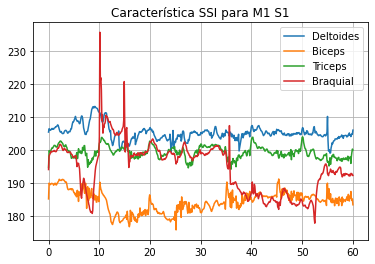 Característica SSI para M1 S1
Deltoides
Biceps
Triceps
Braquial
230
220
210
200
190
180
0 10 20 30 40 50 60